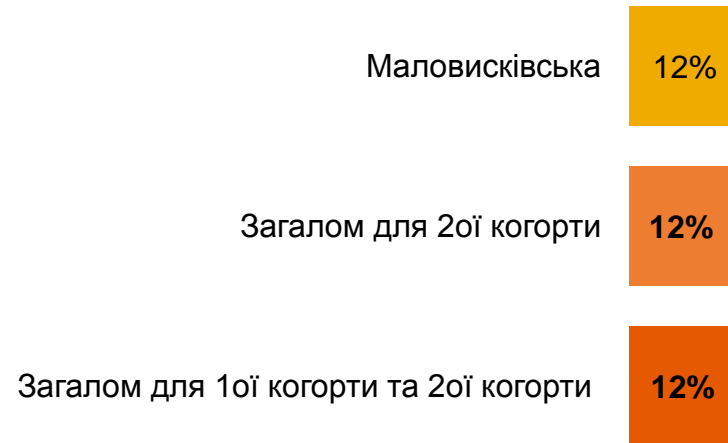 Маловисківська 12%
Загалом для 2ої когорти 12%
Загалом для 1ої когорти та 2ої когорти 12%